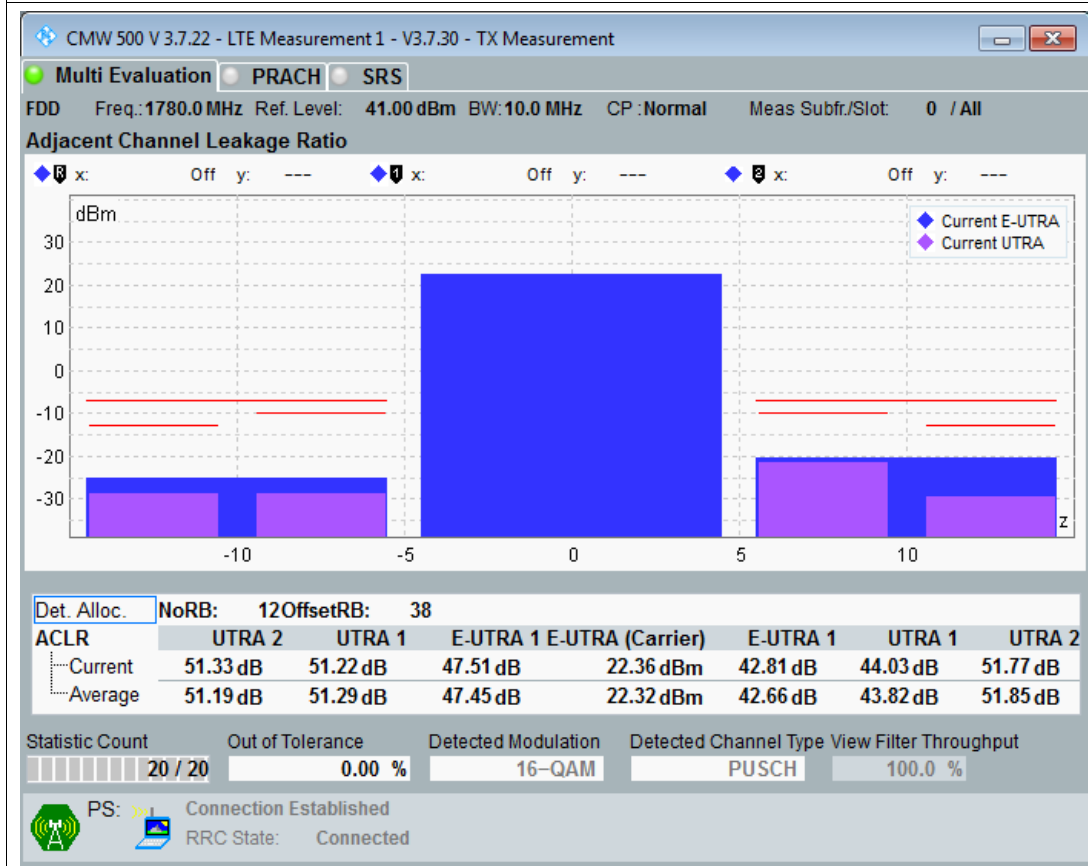 CMW 500 V 3.7.22 - LTE Measurement 1 - V3.7.30 - TX Measurement
Multi Evaluation PRACH SRS
FDD Freq.: 1780.0 MHz Ref. Level: 41.00 dBm BW: 10.0 MHz CP : Normal Meas Subfr./Slot: 0 / All
Adjacent Channel Leakage Ratio
R x: Off y: --- 1 x: Off y: --- 2 x: Off y: ---
dBm
Current E-UTRA
Current UTRA
30
20
10
0
-10
-20
-30
z
-10 -5 0 5 10
Det. Alloc. NoRB: 12 OffsetRB: 38
ACLR UTRA 2 UTRA 1 E-UTRA 1 E-UTRA (Carrier) E-UTRA 1 UTRA 1 UTRA 2
Current 51.33 dB 51.22 dB 47.51 dB 22.36 dBm 42.81 dB 44.03 dB 51.77 dB
Average 51.19 dB 51.29 dB 47.45 dB 22.32 dBm 42.66 dB 43.82 dB 51.85 dB
Statistic Count Out of Tolerance Detected Modulation Detected Channel Type View Filter Throughput
20 / 20 0.00 % 16-QAM PUSCH 100.0 %
PS: Connection Established
RRC State: Connected